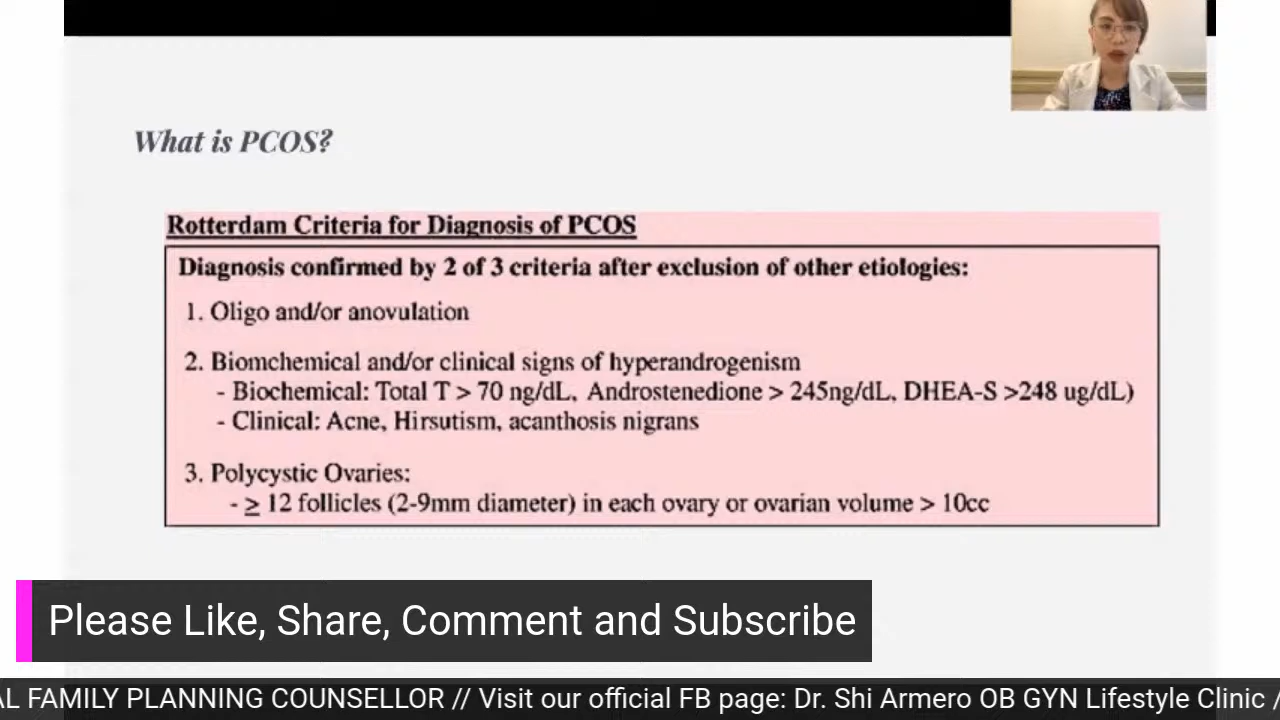 What is PCOS?
Rotterdam Criteria for Diagnosis of PCOS
Diagnosis confirmed by 2 of 3 criteria after exclusion of other etiologies:
1. Oligo and/or anovulation
2. Biomchemical and/or clinical signs of hyperandrogenism
- Biochemical: Total T > 70 ng/dL, Androstenedione > 245ng/dL, DHEA-S >248 ug/dL)
- Clinical: Acne, Hirsutism, acanthosis nigrans
3. Polycystic Ovaries:
- ≥ 12 follicles (2-9mm diameter) in each ovary or ovarian volume > 10cc
Please Like, Share, Comment and Subscribe
AL FAMILY PLANNING COUNSELLOR // Visit our official FB page: Dr. Shi Armero OB GYN Lifestyle Clinic /